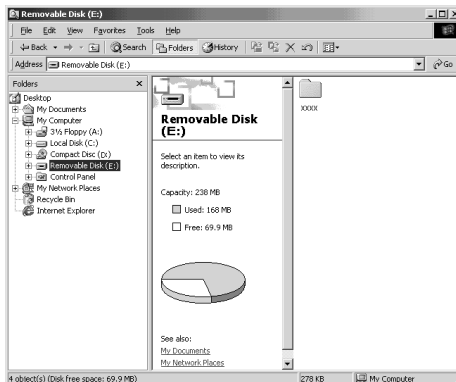 Removable Disk (E:)
File Edit View Favorites Tools Help
Back Search Folders History
Address Removable Disk (E:) Go
Folders x
Desktop
My Documents
My Computer
3½ Floppy (A:)
Local Disk (C:)
Compact Disc (D:)
Removable Disk (E:)
Control Panel
My Network Places
Recycle Bin
Internet Explorer
Removable Disk
(E:)
Select an item to view its
description.
Capacity: 238 MB
Used: 168 MB
Free: 69.9 MB
See also:
My Documents
My Network Places
xxxx
4 object(s) (Disk free space: 69.9 MB) 278 KB My Computer